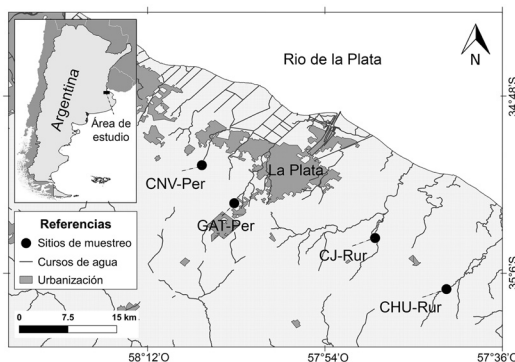 Rio de la Plata
N
Argentina
Área de
estudio
34°48'S
CNV-Per
La Plata
GAT-Per
Referencias
Sitios de muestreo
CJ-Rur
Cursos de agua
35°6'S
Urbanización
CHU-Rur
0 7.5 15 km
58°12'O
57°54'O
57°36'O